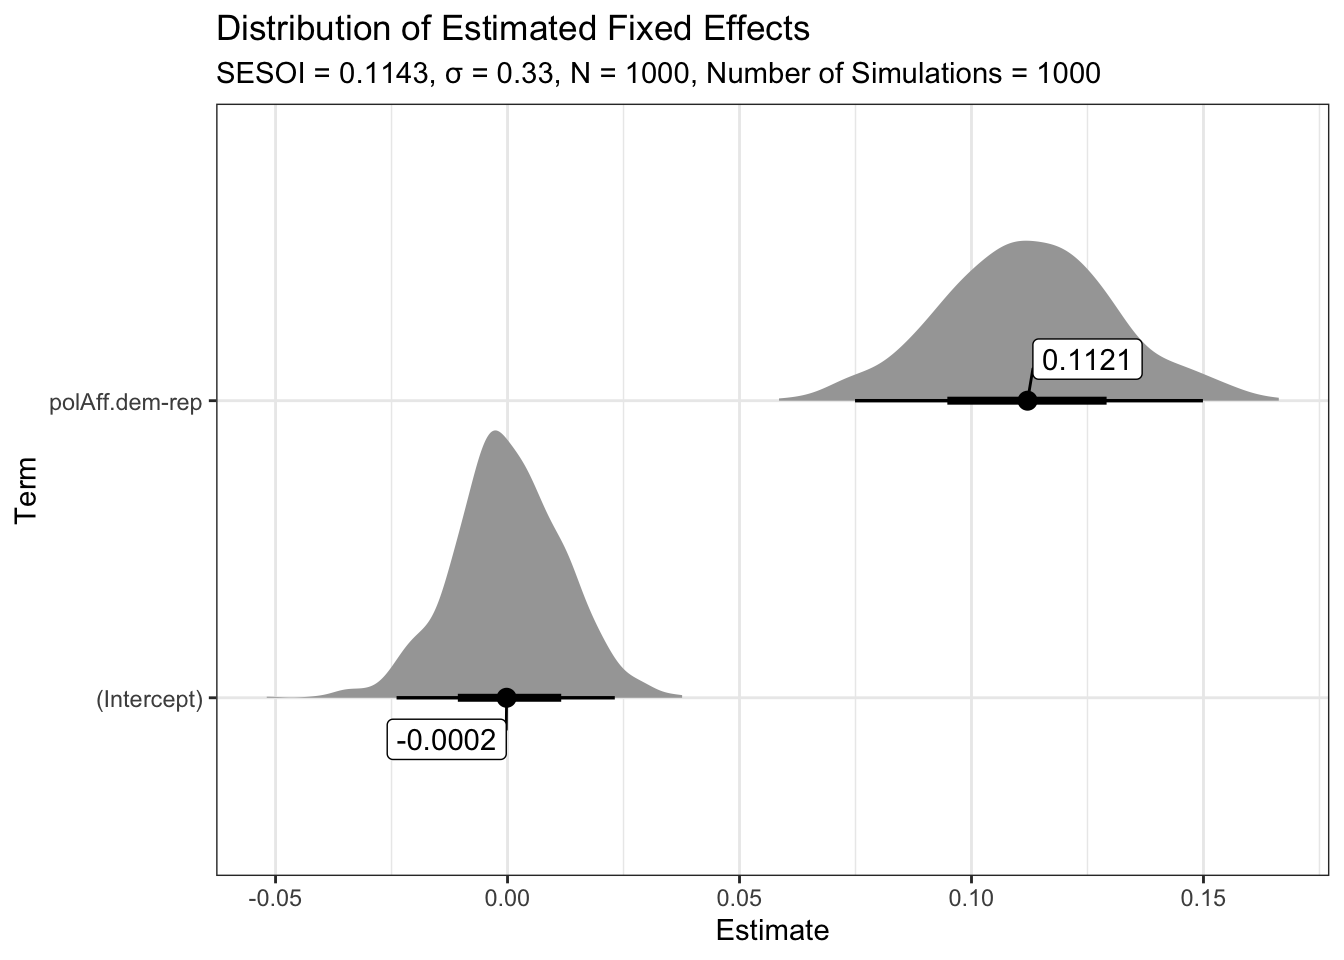 Distribution of Estimated Fixed Effects
SESOI = 0.1143, σ = 0.33, N = 1000, Number of Simulations = 1000
0.1121
polAff.dem-rep
Term
(Intercept)
-0.0002
-0.05 0.00 0.05 0.10 0.15
Estimate